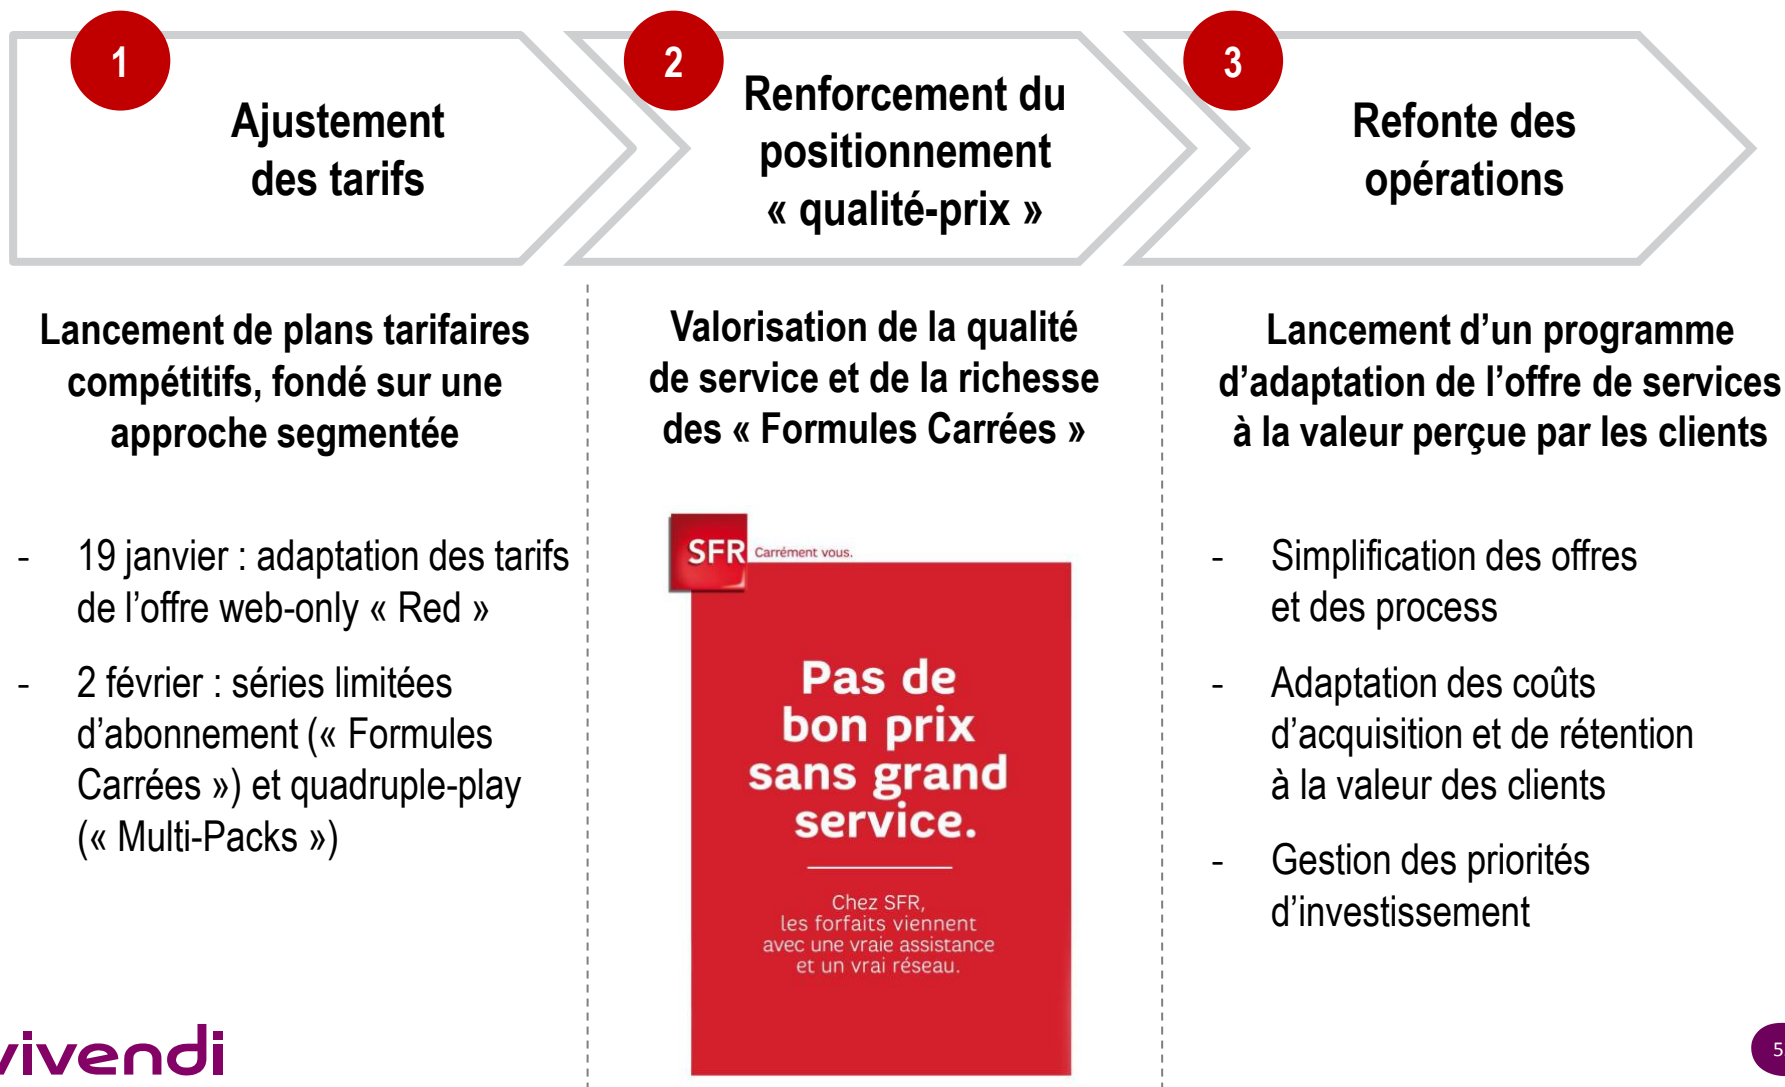 1
Ajustement
des tarifs
2
Renforcement du
positionnement
« qualité-prix »
3
Refonte des
opérations
Lancement de plans tarifaires
compétitifs, fondé sur une
approche segmentée
- 19 janvier : adaptation des tarifs
de l’offre web-only « Red »
- 2 février : séries limitées
d’abonnement (« Formules
Carrées ») et quadruple-play
(« Multi-Packs »)
Valorisation de la qualité
de service et de la richesse
des « Formules Carrées »
SFR Carrément vous.
Pas de
bon prix
sans grand
service.
Chez SFR,
les forfaits viennent
avec une vraie assistance
et un vrai réseau.
Lancement d’un programme
d’adaptation de l’offre de services
à la valeur perçue par les clients
- Simplification des offres
et des process
- Adaptation des coûts
d’acquisition et de rétention
à la valeur des clients
- Gestion des priorités
d’investissement
vivendi
5